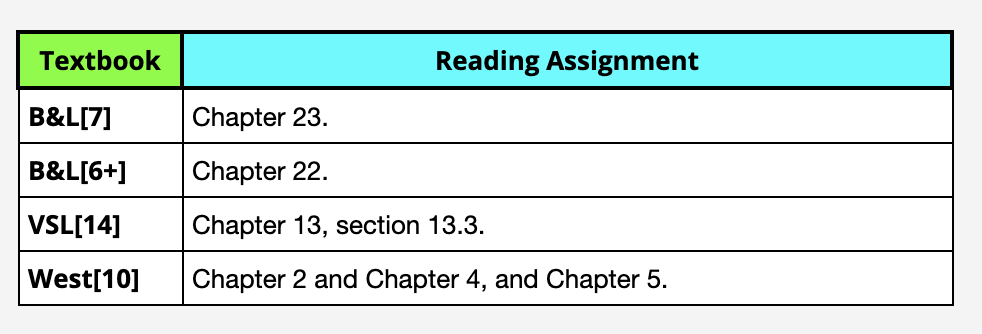 Textbook Reading Assignment
B&L[7] Chapter 23.
B&L[6+] Chapter 22.
VSL[14] Chapter 13, section 13.3.
West[10] Chapter 2 and Chapter 4, and Chapter 5.